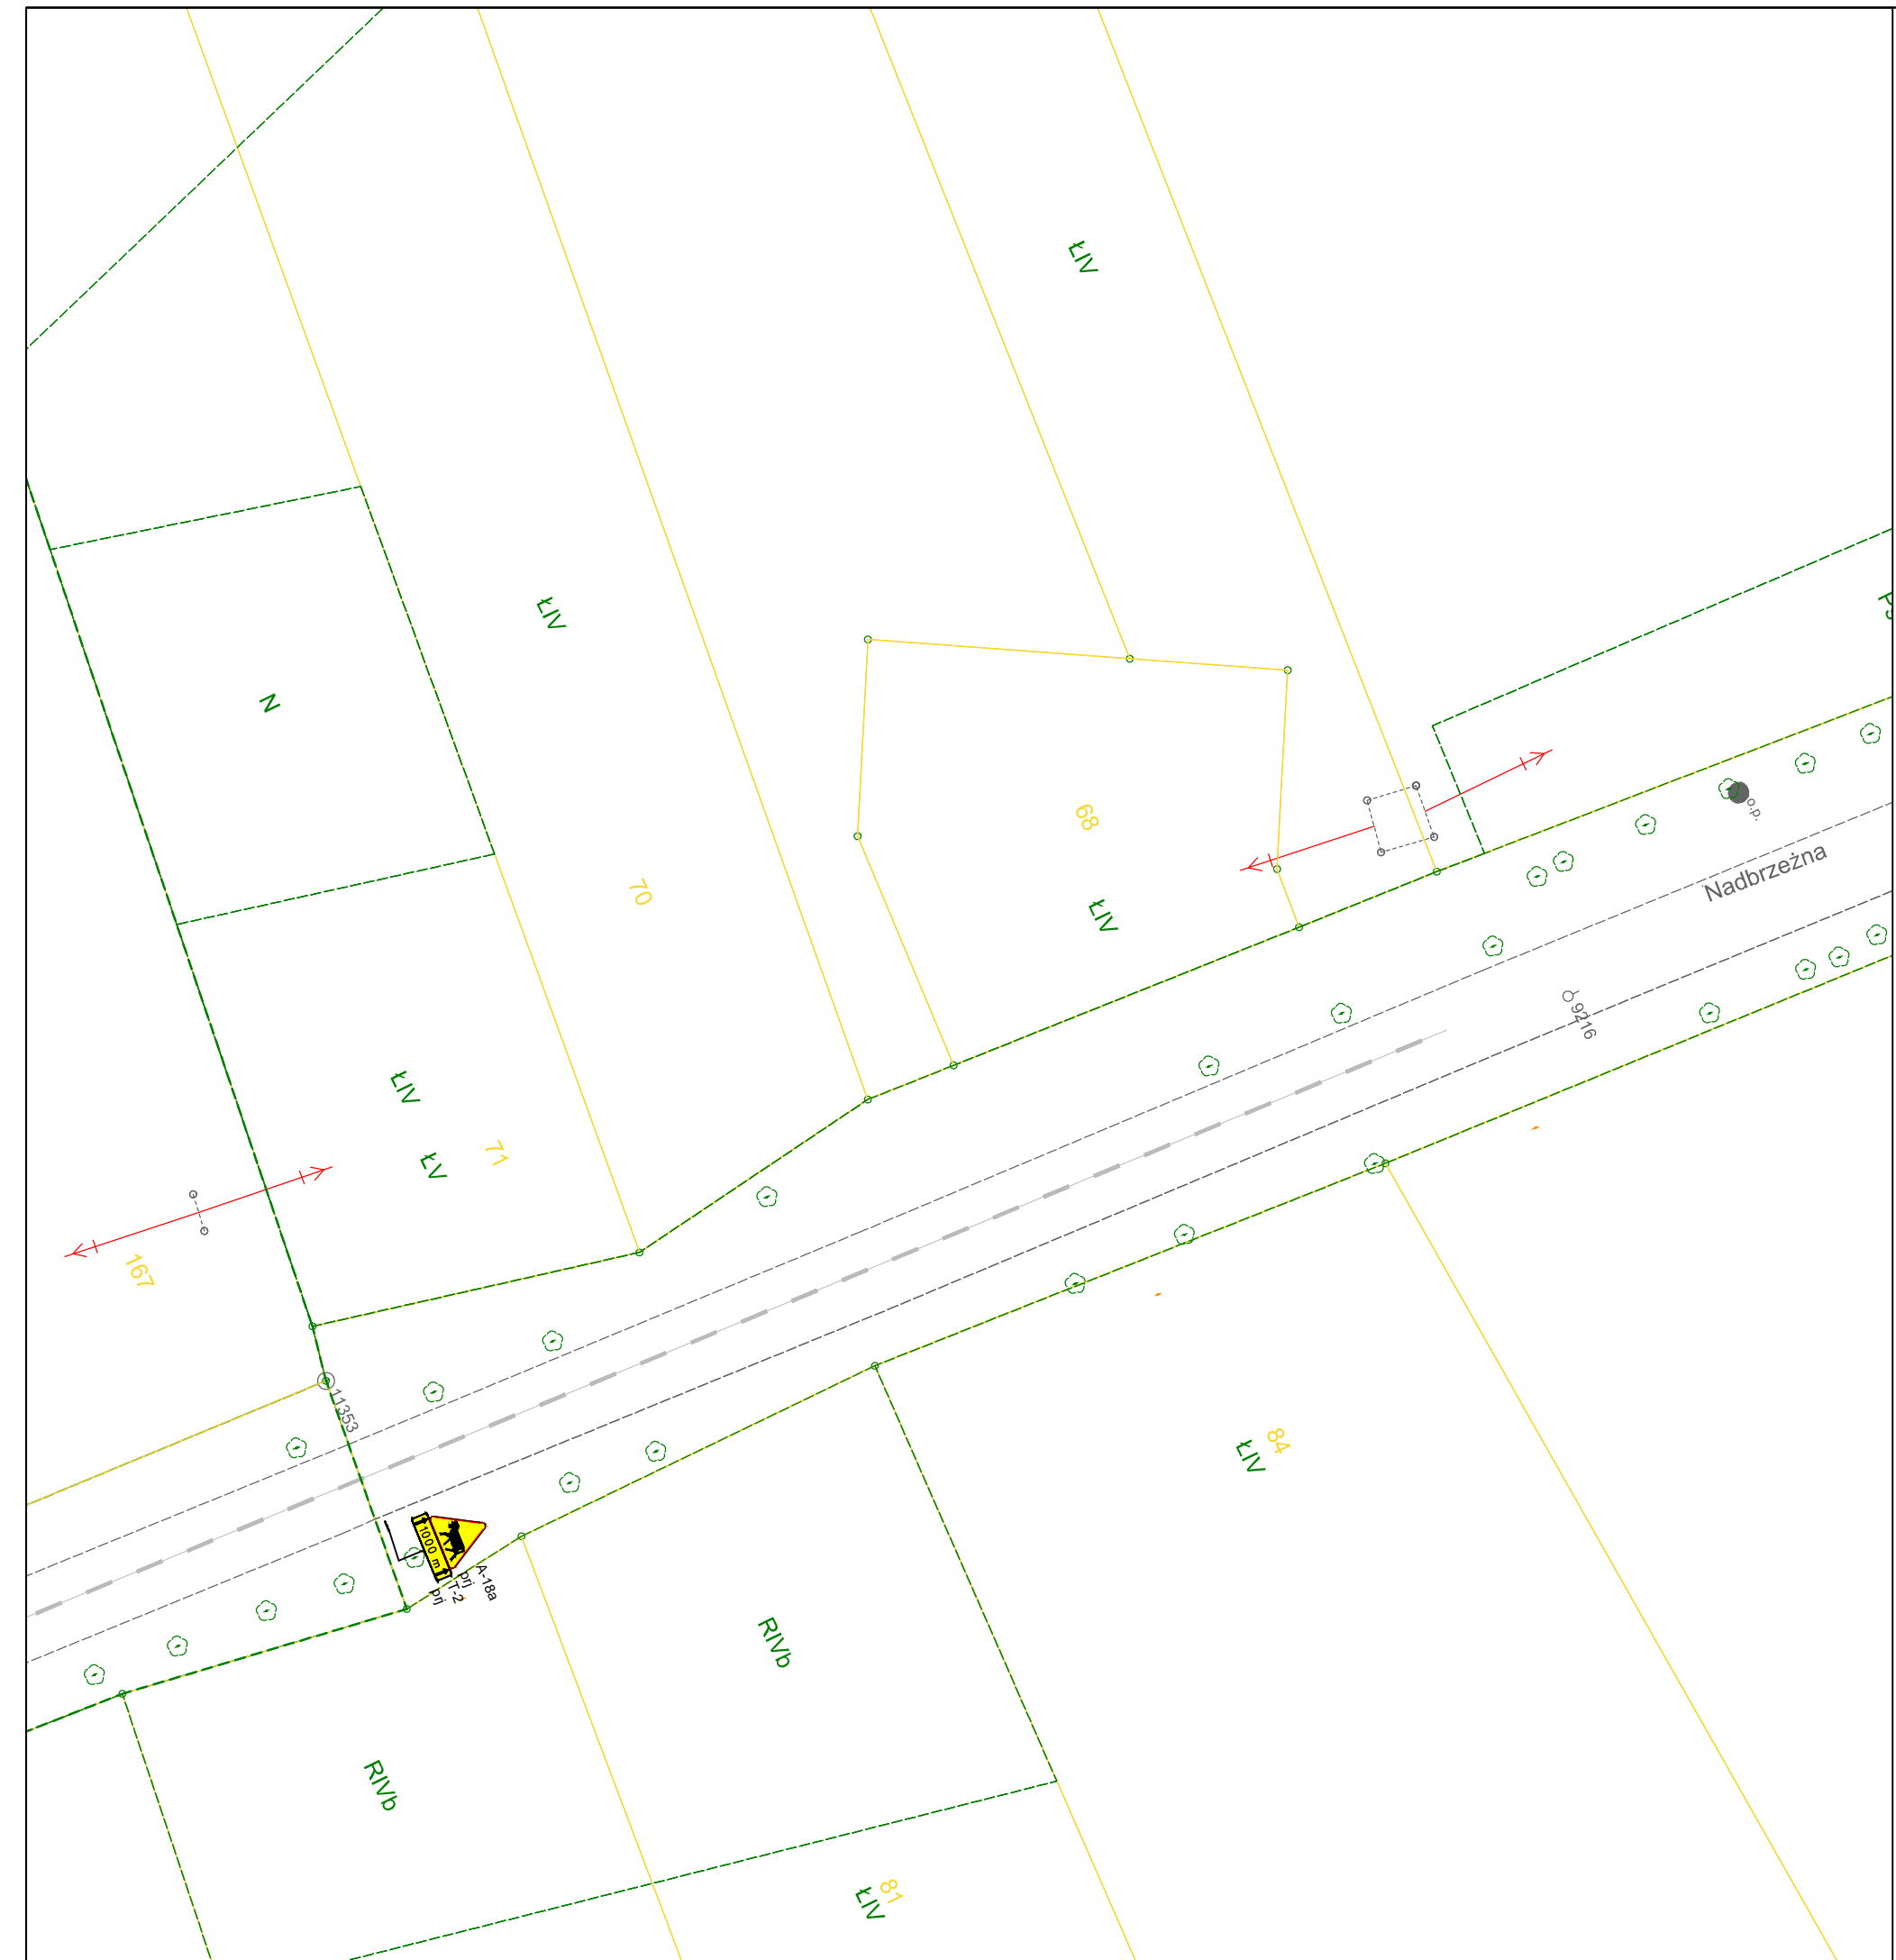 ŁIV
ŁIV
N
68
70
ŁIV
Nadbrzeżna
o.p.
9216
ŁIV
71
ŁV
167
11353
84
ŁIV
1000 m
A-18a
prj
T-2
prj
RIVb
RIVb
81
ŁIV